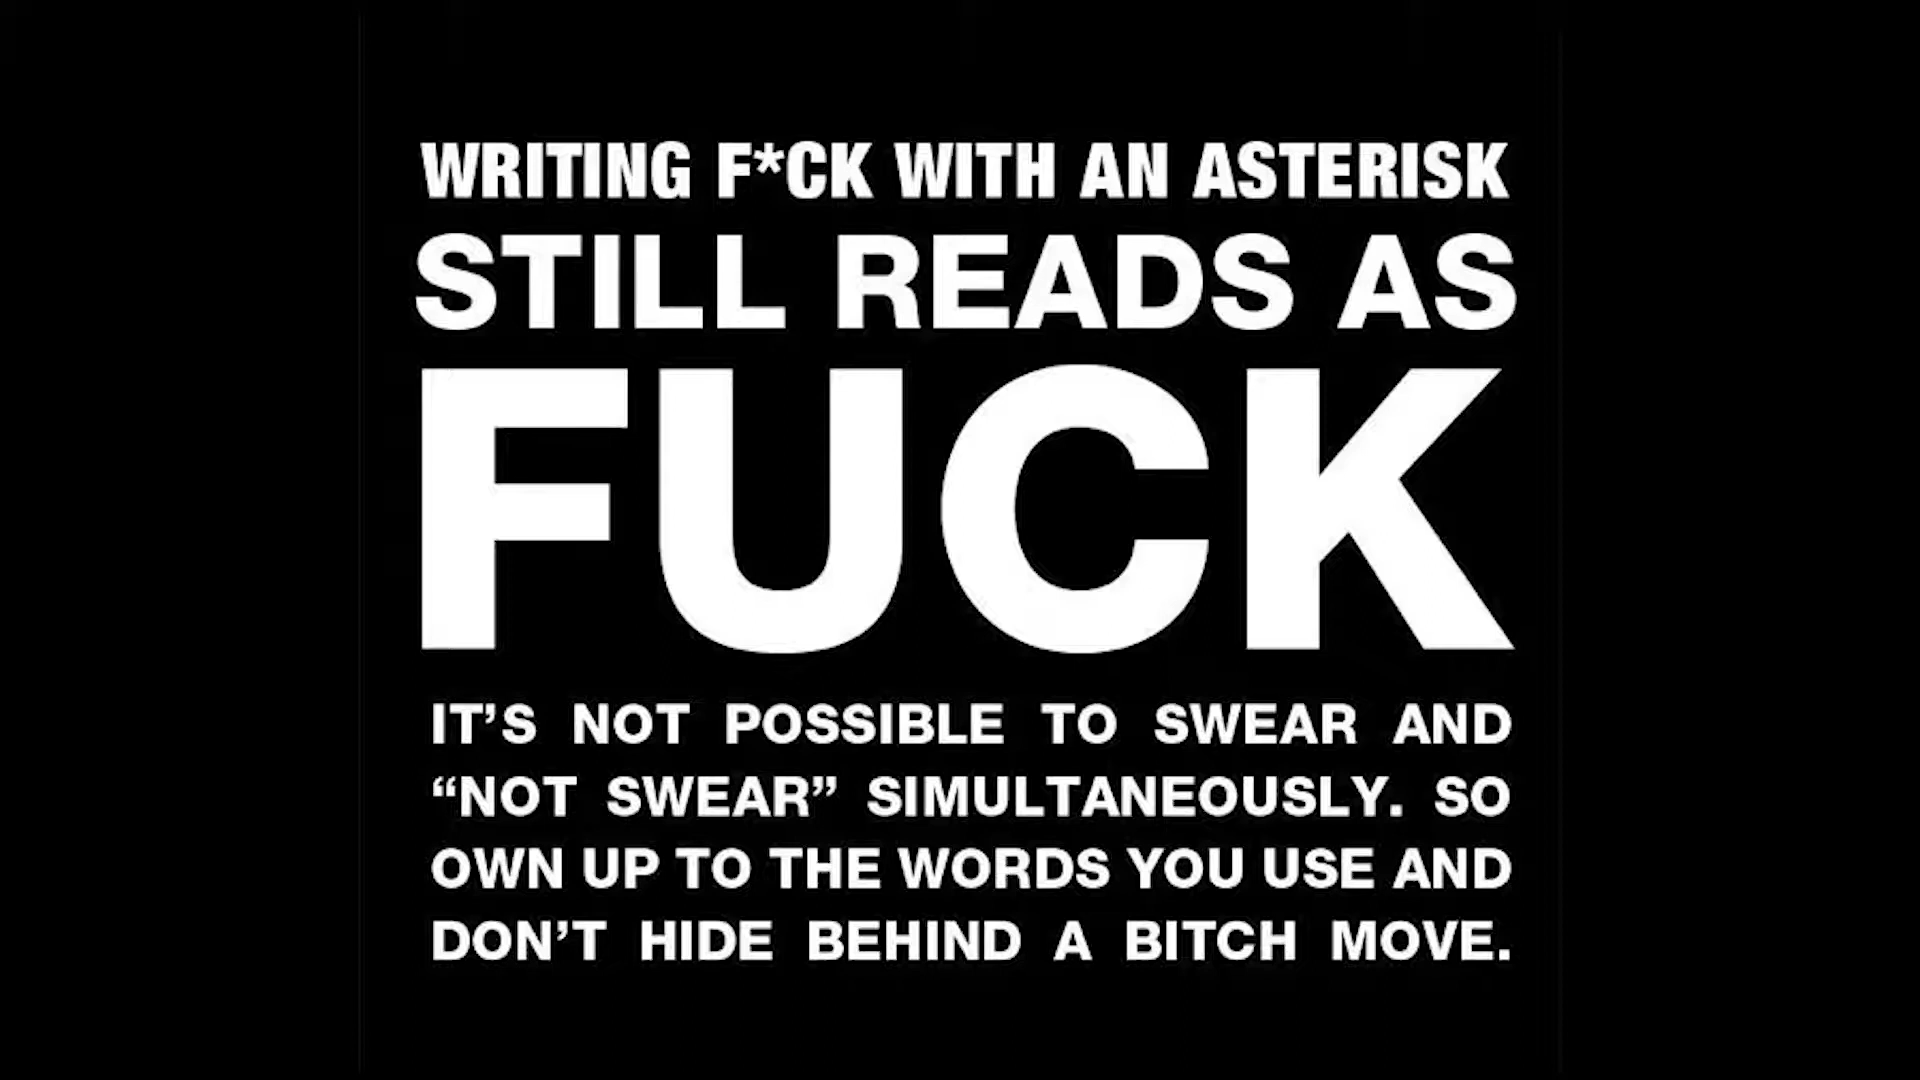 WRITING F*CK WITH AN ASTERISK
STILL READS AS
FUCK
IT’S NOT POSSIBLE TO SWEAR AND
“NOT SWEAR” SIMULTANEOUSLY. SO
OWN UP TO THE WORDS YOU USE AND
DON’T HIDE BEHIND A BITCH MOVE.